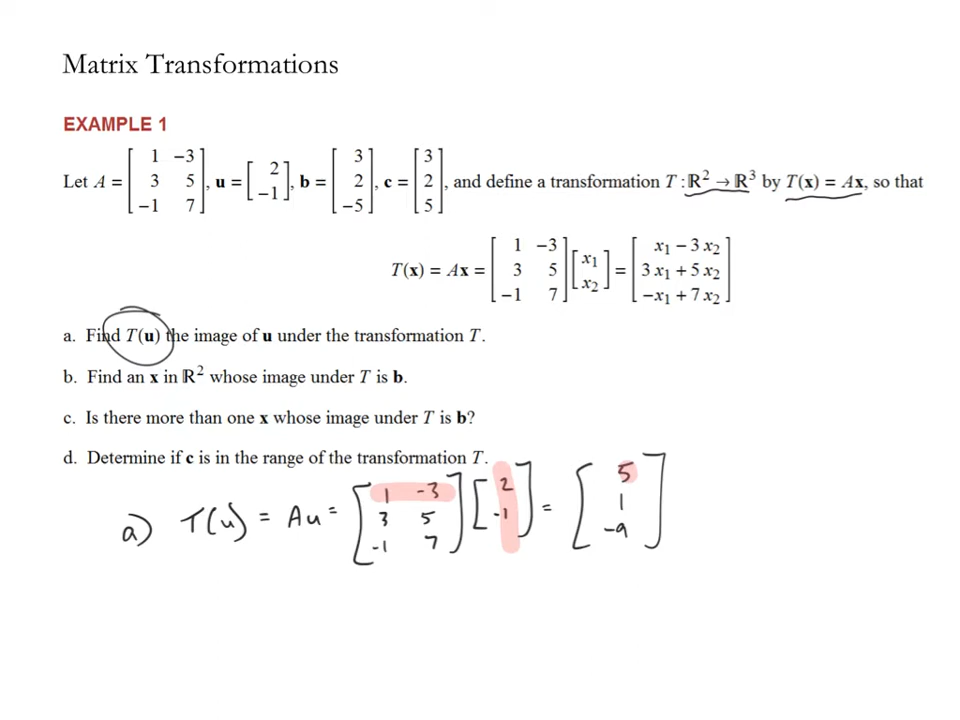 Matrix Transformations
EXAMPLE 1
Let A = [1 −3; 3 5; −1 7], u = [2; −1], b = [3; 2; −5], c = [3; 2; 5], and define a transformation T : ℝ² → ℝ³ by T(x) = Ax, so that
T(x) = Ax = [1 −3; 3 5; −1 7] [x₁; x₂] = [x₁ − 3x₂; 3x₁ + 5x₂; −x₁ + 7x₂]
a. Find T(u) the image of u under the transformation T.
b. Find an x in ℝ² whose image under T is b.
c. Is there more than one x whose image under T is b?
d. Determine if c is in the range of the transformation T.
a) T(u) = Au = [1 -3; 3 5; -1 7] [2; -1] = [5; 1; -9]